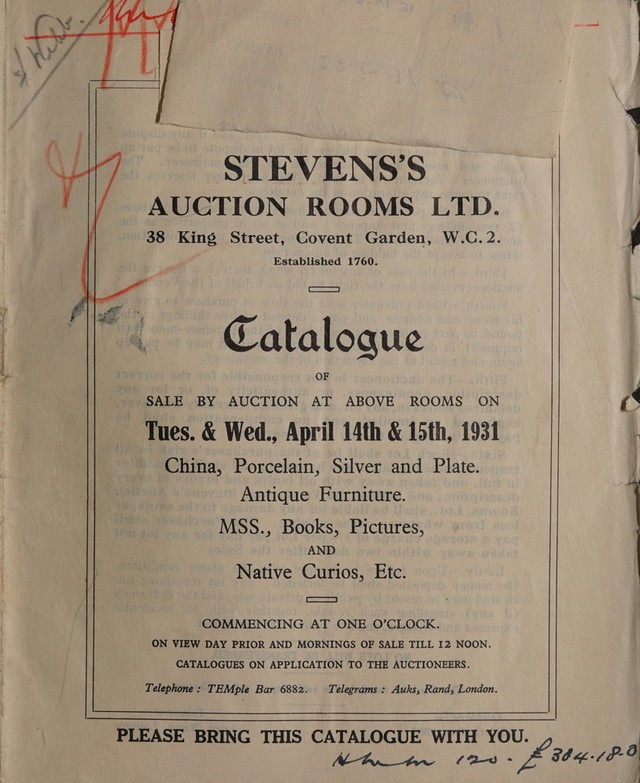 STEVENS'S
AUCTION ROOMS LTD.
38 King Street, Covent Garden, W.C.2.
Established 1760.
Catalogue
OF
SALE BY AUCTION AT ABOVE ROOMS ON
Tues. & Wed., April 14th & 15th, 1931
China, Porcelain, Silver and Plate.
Antique Furniture.
MSS., Books, Pictures,
AND
Native Curios, Etc.
COMMENCING AT ONE O'CLOCK.
ON VIEW DAY PRIOR AND MORNINGS OF SALE TILL 12 NOON.
CATALOGUES ON APPLICATION TO THE AUCTIONEERS.
Telephone : TEMple Bar 6882. Telegrams : Auks, Rand, London.
PLEASE BRING THIS CATALOGUE WITH YOU.
120. £384.18.0